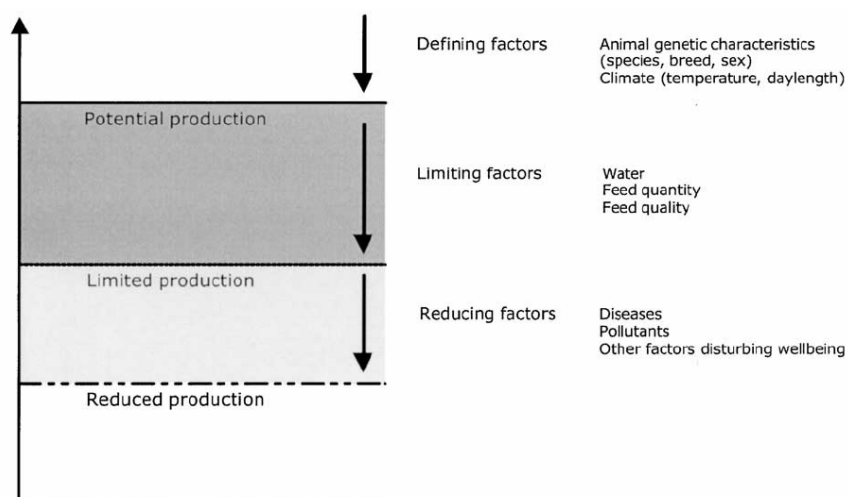 Defining factors
Animal genetic characteristics
(species, breed, sex)
Climate (temperature, daylength)
Potential production
Limiting factors
Water
Feed quantity
Feed quality
Limited production
Reducing factors
Diseases
Pollutants
Other factors disturbing wellbeing
Reduced production